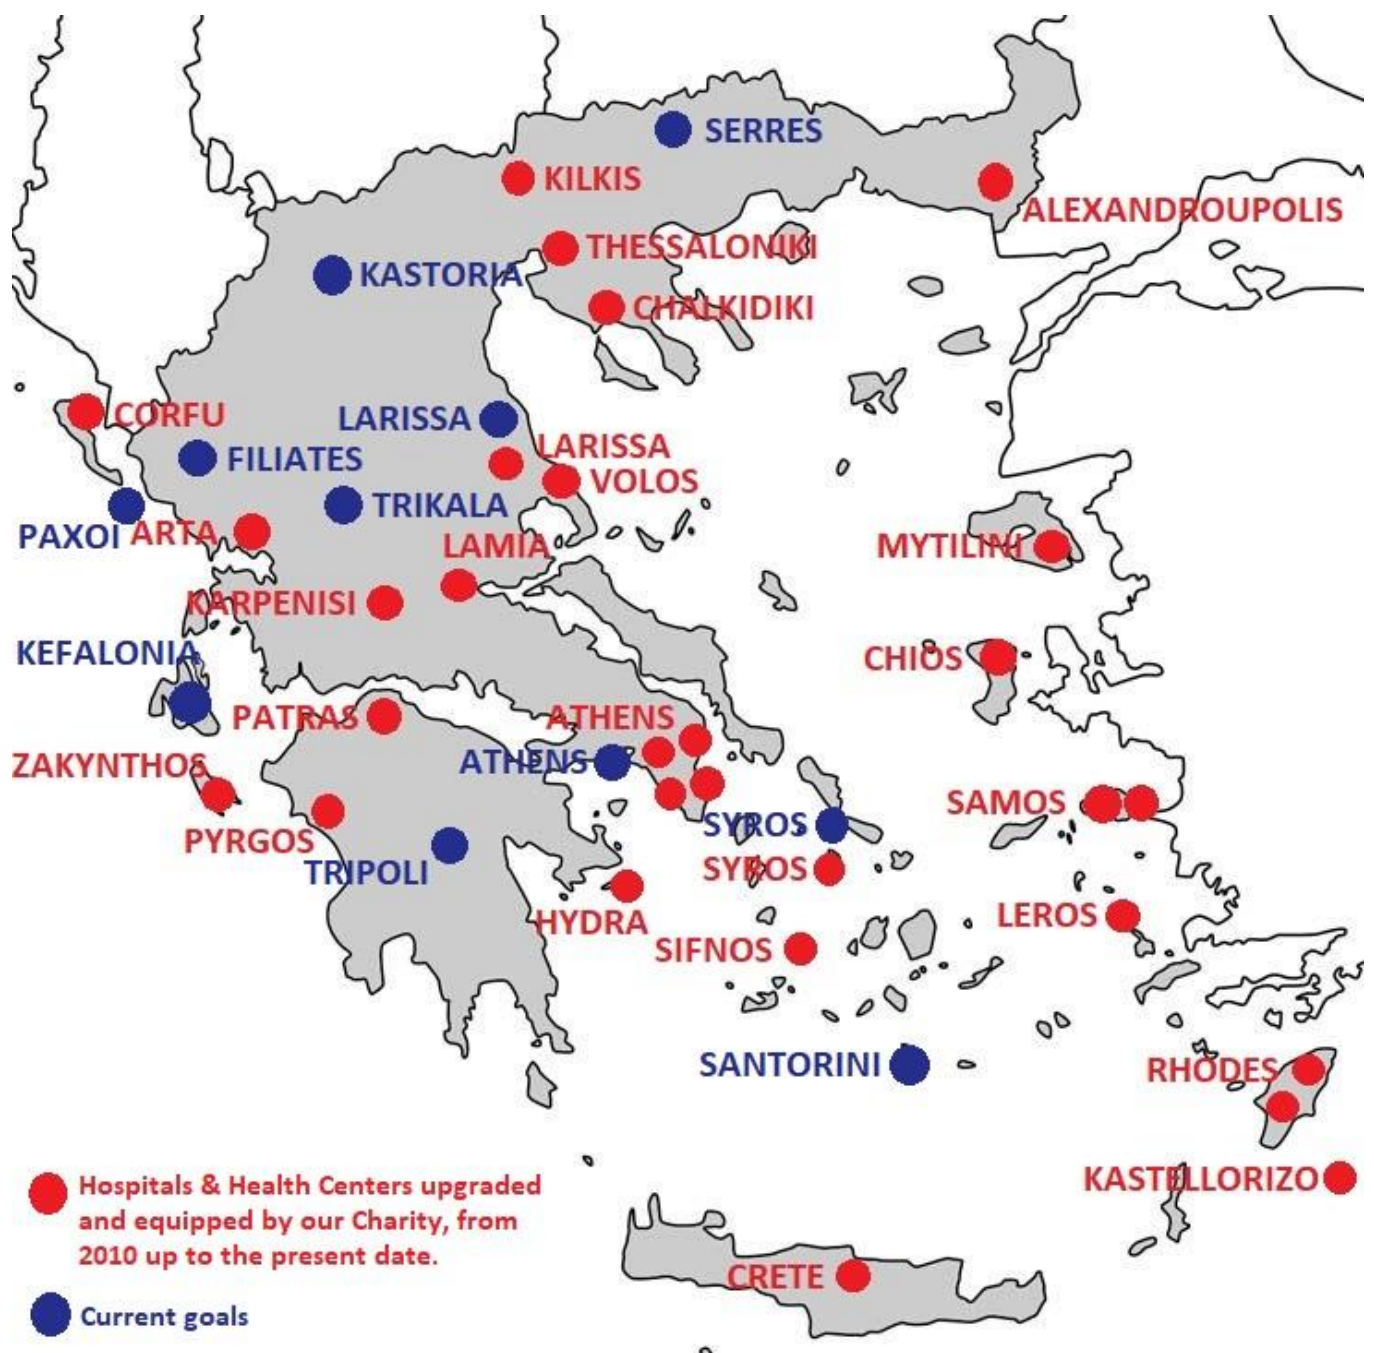 SERRES
KILKIS
ALEXANDROUPOLIS
THESSALONIKI
KASTORIA
CHALKIDIKI
CORFU
LARISSA
LARISSA
FILIATES
VOLOS
TRIKALA
PAXOI
ARTA
LAMIA
MYTILINI
KARPENISI
KEFALONIA
CHIOS
PATRAS
ATHENS
ATHENS
ZAKYNTHOS
SAMOS
SYROS
PYRGOS
TRIPOLI
SYROS
HYDRA
LEROS
SIFNOS
SANTORINI
RHODES
KASTELLORIZO
Hospitals & Health Centers upgraded
and equipped by our Charity, from
2010 up to the present date.
CRETE
Current goals